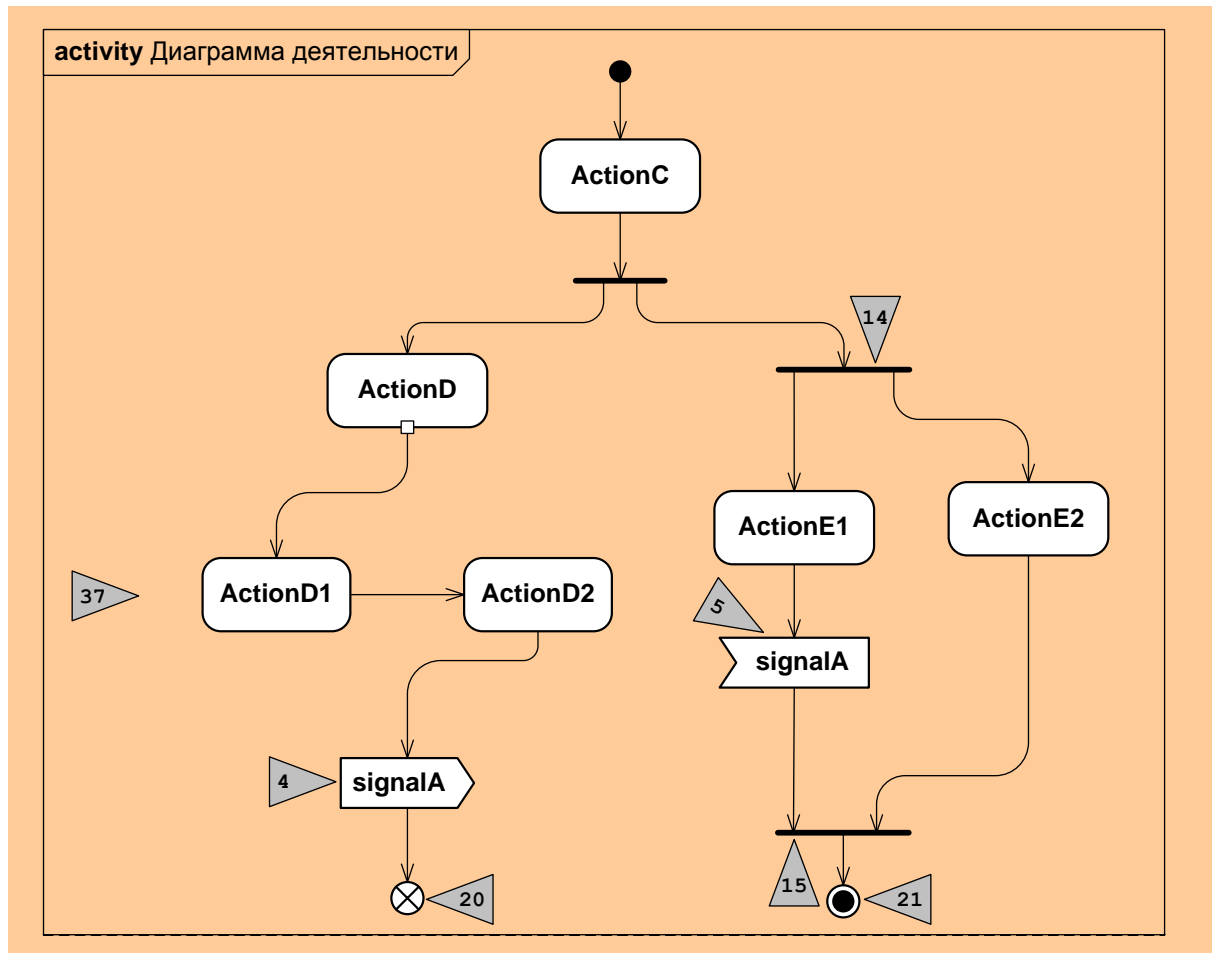 activity Диаграмма деятельности
ActionC
14
ActionD
ActionE1
ActionE2
37
ActionD1
ActionD2
5
signalA
4
signalA
20
15
21